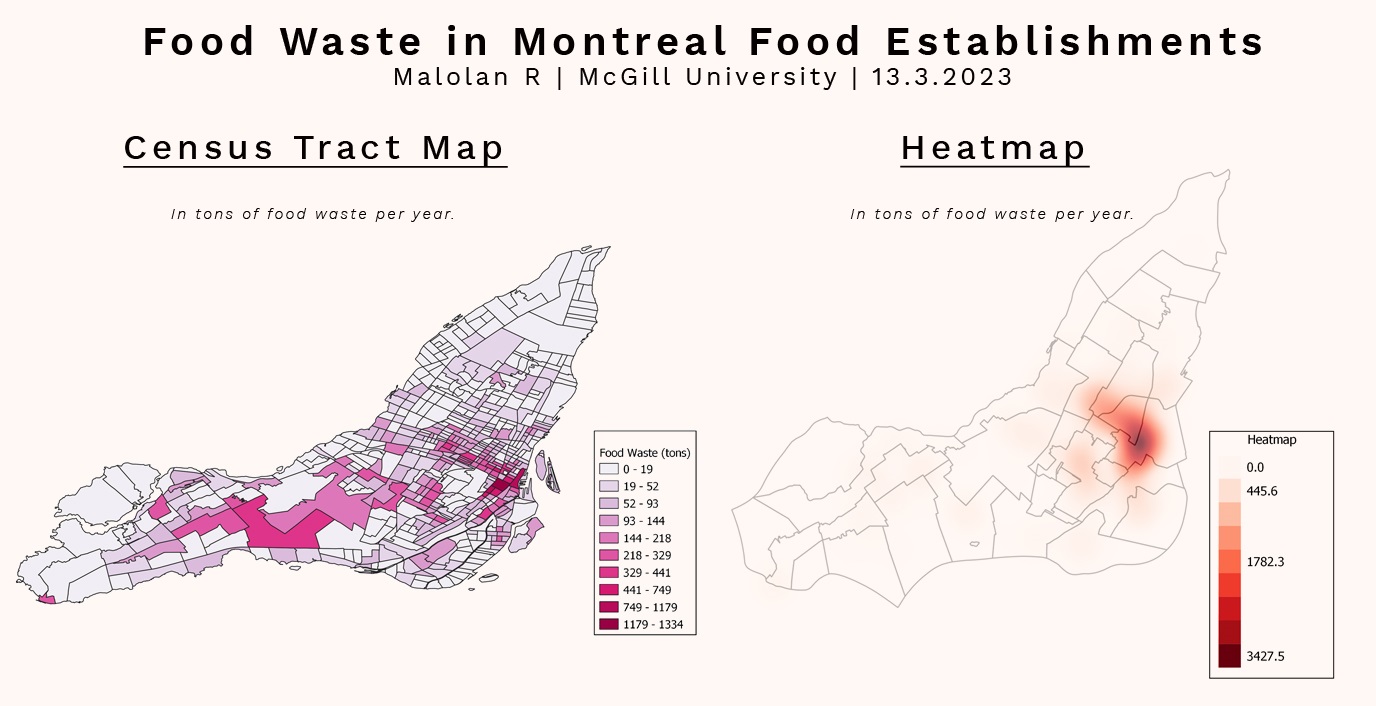 Food Waste in Montreal Food Establishments
Malolan R | McGill University | 13.3.2023
Census Tract Map
In tons of food waste per year.
Food Waste (tons)
0 - 19
19 - 52
52 - 93
93 - 144
144 - 218
218 - 329
329 - 441
441 - 749
749 - 1179
1179 - 1334
Heatmap
In tons of food waste per year.
Heatmap
0.0
445.6
1782.3
3427.5